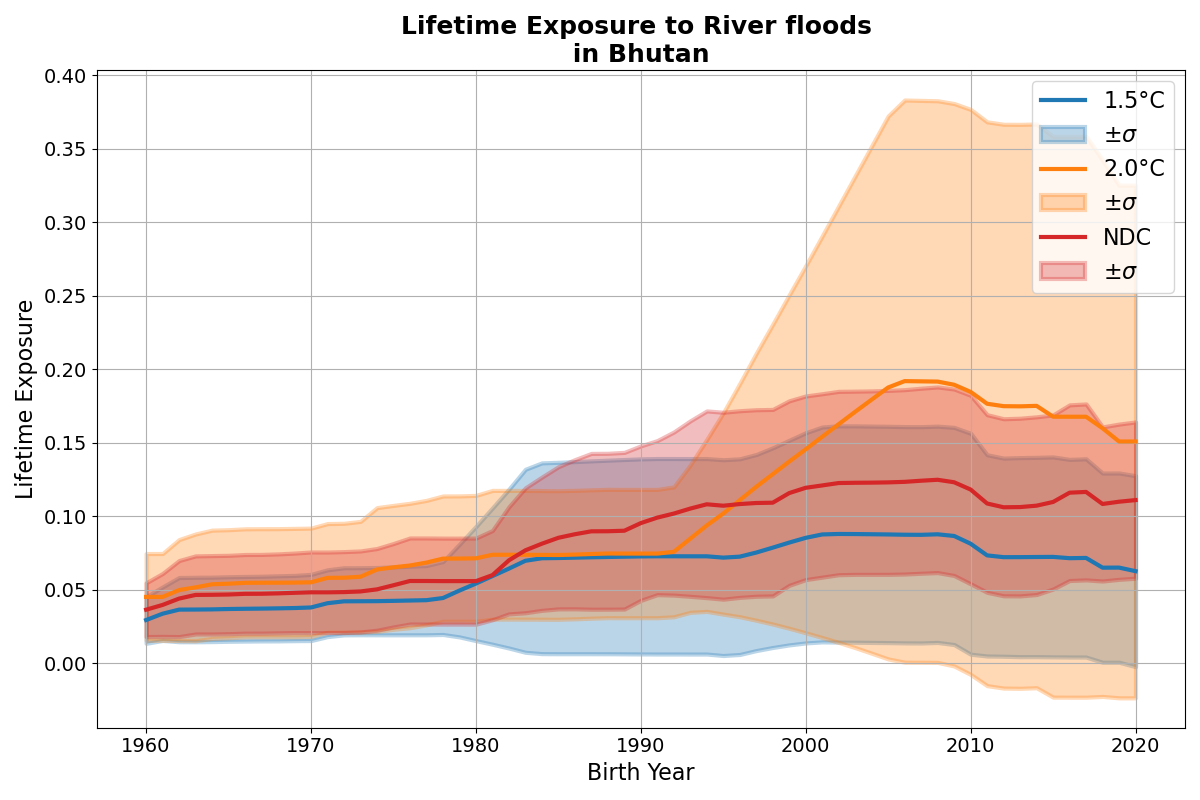 Lifetime Exposure to River floods
in Bhutan
Lifetime Exposure
0.40
0.35
0.30
0.25
0.20
0.15
0.10
0.05
0.00
1.5°C
±σ
2.0°C
±σ
NDC
±σ
1960
1970
1980
1990
2000
2010
2020
Birth Year